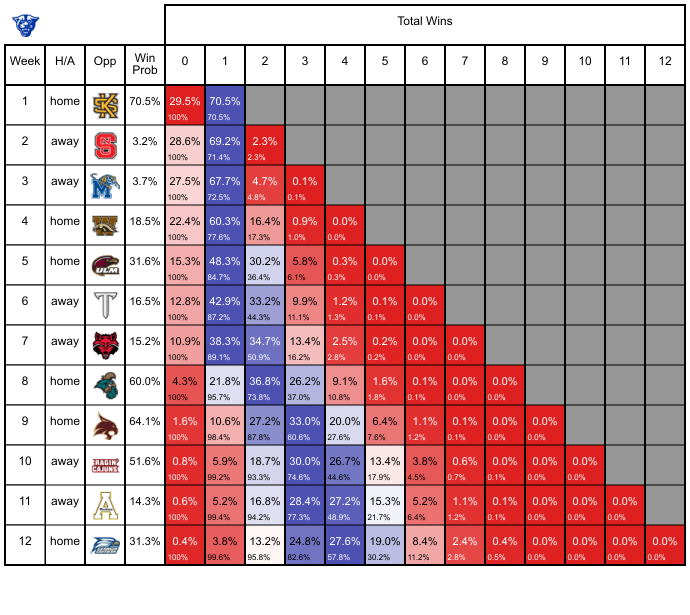 Total Wins
Week H/A Opp Win Prob 0 1 2 3 4 5 6 7 8 9 10 11 12
1 home KS 70.5% 29.5% 70.5%
100% 70.5%
2 away NCS 3.2% 28.6% 69.2% 2.3%
100% 71.4% 2.3%
3 away M 3.7% 27.5% 67.7% 4.7% 0.1%
100% 72.5% 4.8% 0.1%
4 home W 18.5% 22.4% 60.3% 16.4% 0.9% 0.0%
100% 77.6% 17.3% 1.0% 0.0%
5 home ULM 31.6% 15.3% 48.3% 30.2% 5.8% 0.3% 0.0%
100% 84.7% 36.4% 6.1% 0.3% 0.0%
6 away T 16.5% 12.8% 42.9% 33.2% 9.9% 1.2% 0.1% 0.0%
100% 87.2% 44.3% 11.1% 1.3% 0.1% 0.0%
7 away 15.2% 10.9% 38.3% 34.7% 13.4% 2.5% 0.2% 0.0% 0.0%
100% 89.1% 50.9% 16.2% 2.8% 0.2% 0.0% 0.0%
8 home 60.0% 4.3% 21.8% 36.8% 26.2% 9.1% 1.6% 0.1% 0.0% 0.0%
100% 95.7% 73.8% 37.0% 10.8% 1.8% 0.1% 0.0% 0.0%
9 home 64.1% 1.6% 10.6% 27.2% 33.0% 20.0% 6.4% 1.1% 0.1% 0.0% 0.0%
100% 98.4% 87.8% 60.6% 27.6% 7.6% 1.2% 0.1% 0.0% 0.0%
10 away RAGIN CAJUNS 51.6% 0.8% 5.9% 18.7% 30.0% 26.7% 13.4% 3.8% 0.6% 0.0% 0.0% 0.0%
100% 99.2% 93.3% 74.6% 44.6% 17.9% 4.5% 0.7% 0.1% 0.0% 0.0%
11 away A 14.3% 0.6% 5.2% 16.8% 28.4% 27.2% 15.3% 5.2% 1.1% 0.1% 0.0% 0.0% 0.0%
100% 99.4% 94.2% 77.3% 48.9% 21.7% 6.4% 1.2% 0.1% 0.0% 0.0% 0.0%
12 home 31.3% 0.4% 3.8% 13.2% 24.8% 27.6% 19.0% 8.4% 2.4% 0.4% 0.0% 0.0% 0.0% 0.0%
100% 99.6% 95.8% 82.6% 57.8% 30.2% 11.2% 2.8% 0.5% 0.0% 0.0% 0.0% 0.0%